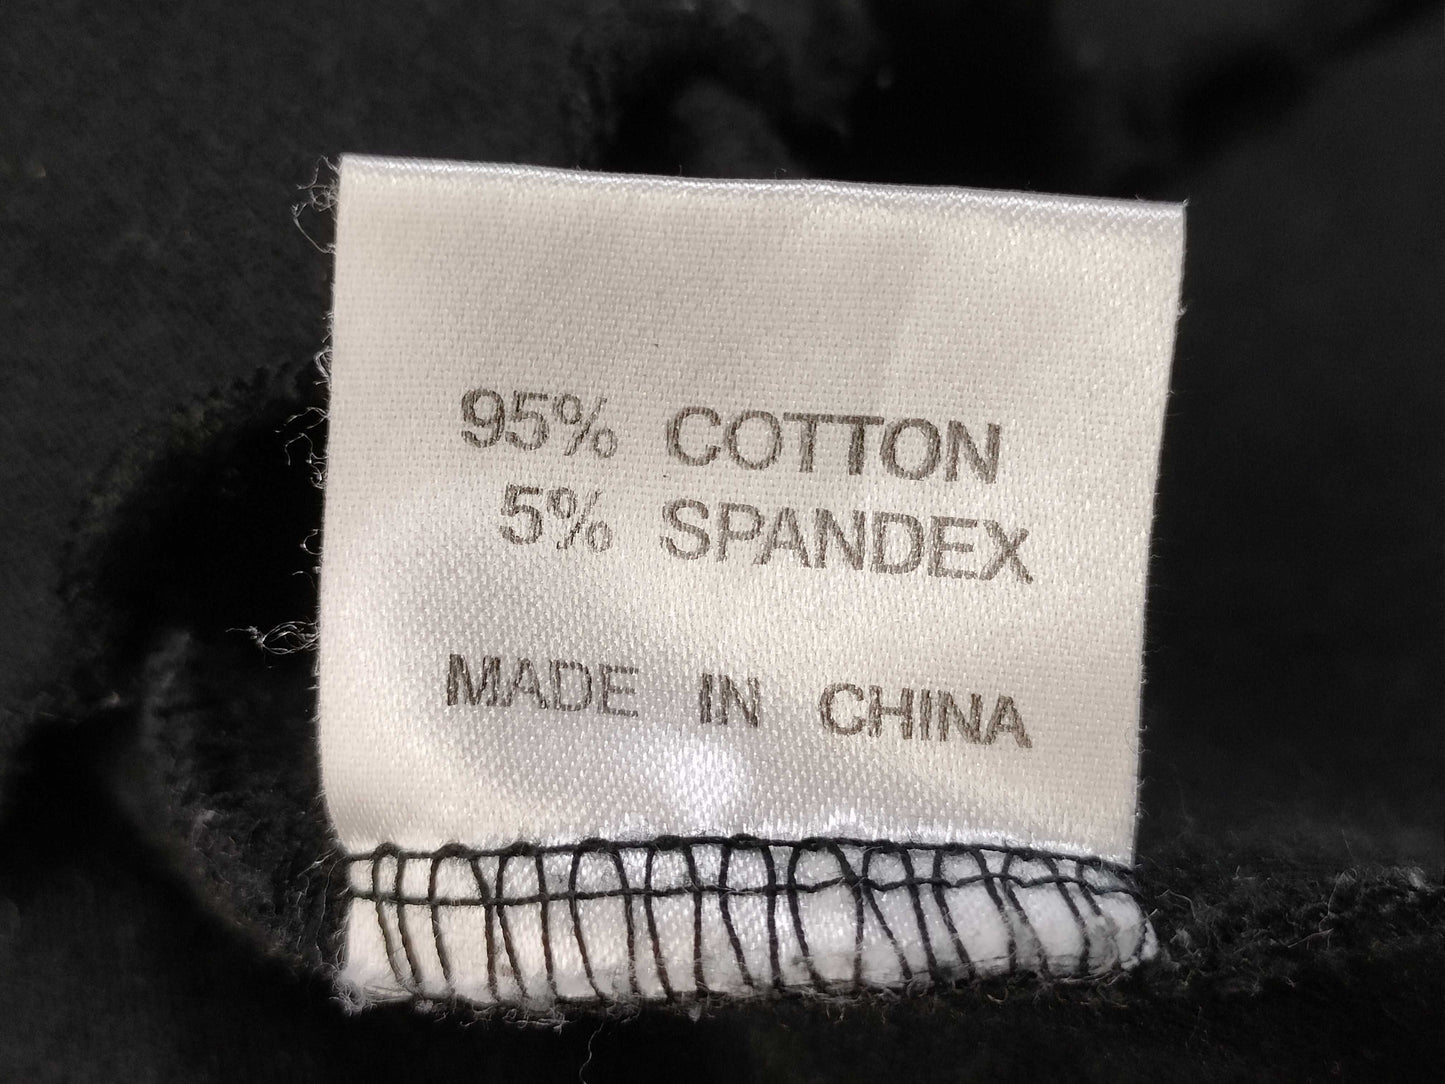 95% COTTON
5% SPANDEX
MADE IN CHINA